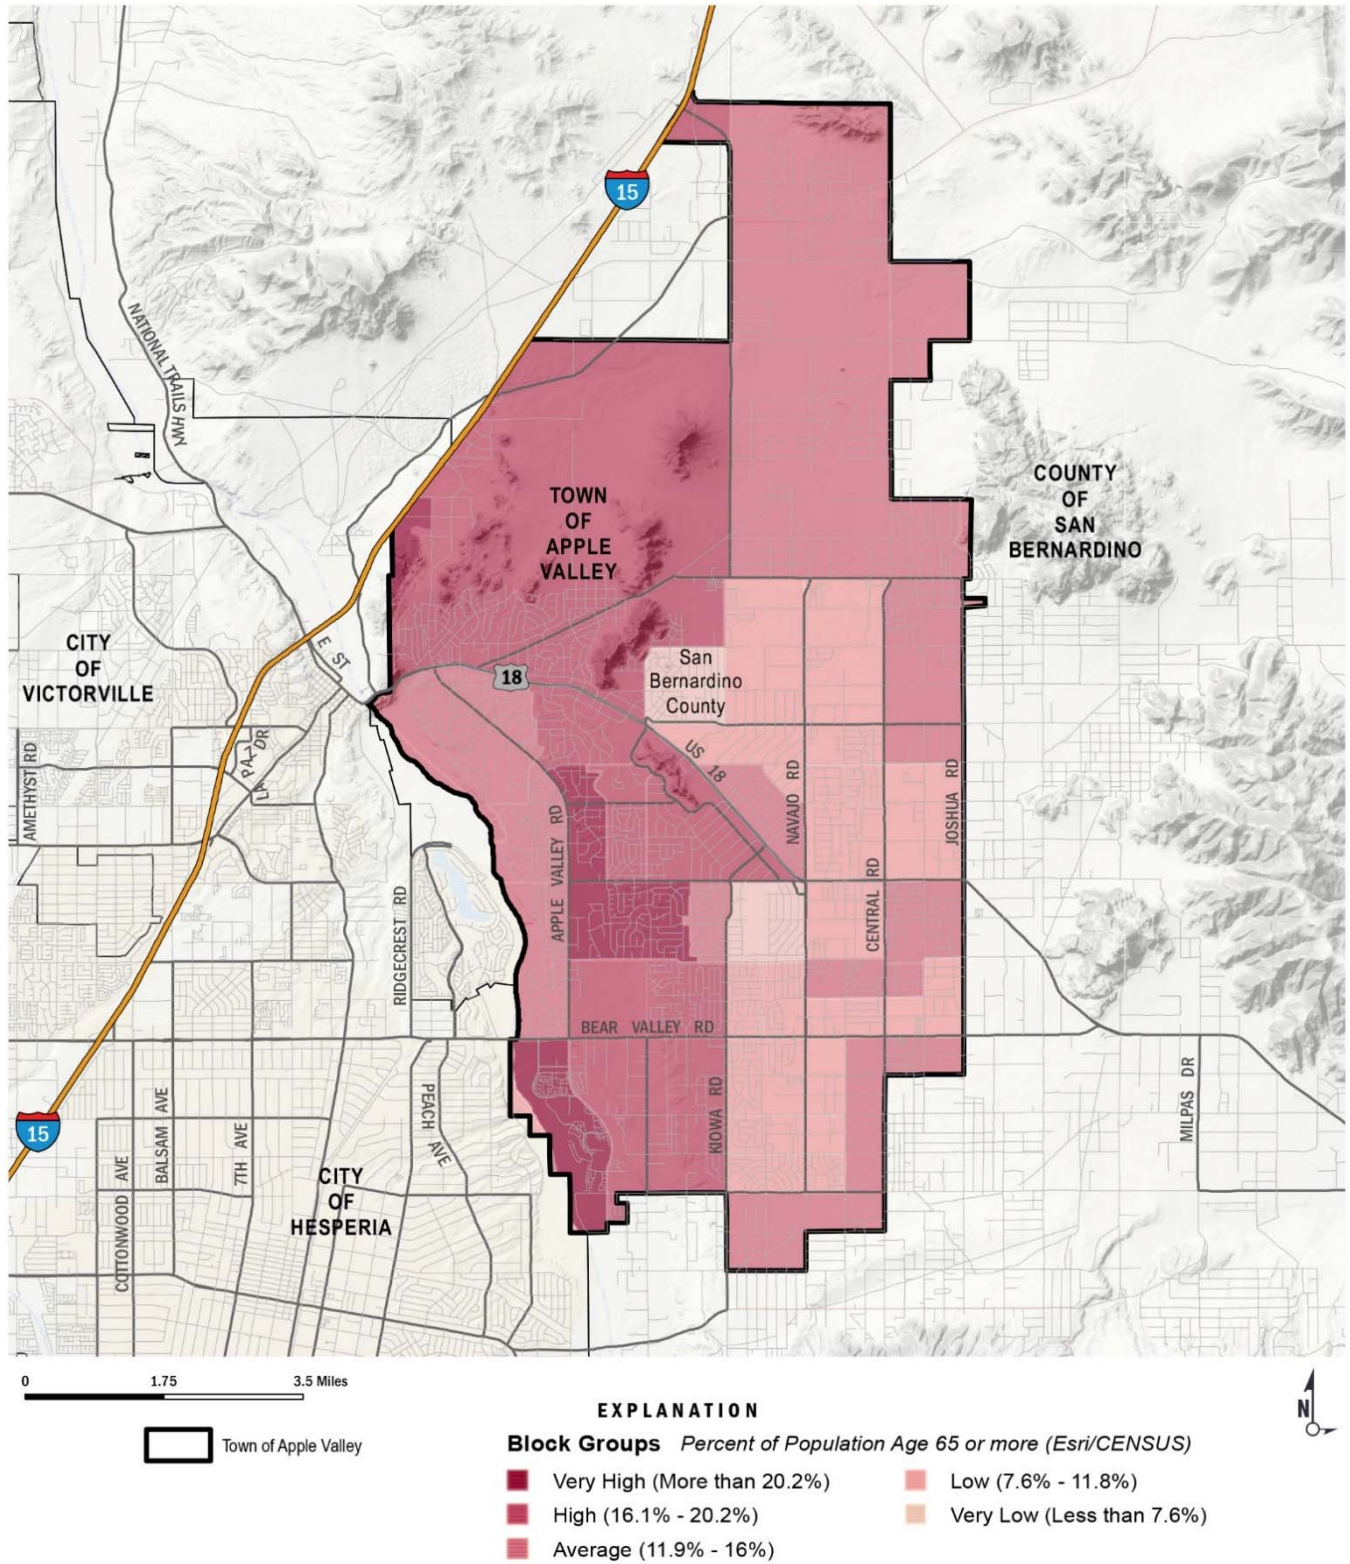 15
NATIONAL TRAILS HWY
TOWN
OF
APPLE
VALLEY
COUNTY
OF
SAN
BERNARDINO
CITY
OF
VICTORVILLE
E ST
18
San
Bernardino
County
US 18
AMETHYST RD
LA PAZ DR
APPLE VALLEY RD
NAVAJO RD
JOSHUA RD
CENTRAL RD
RIDGECREST RD
BEAR VALLEY RD
KIOWA RD
PEACH AVE
MILPAS DR
15
BALSAM AVE
7TH AVE
COTTONWOOD AVE
CITY
OF
HESPERIA
0 1.75 3.5 Miles
N
Town of Apple Valley
EXPLANATION
Block Groups Percent of Population Age 65 or more (Esri/CENSUS)
Very High (More than 20.2%)
High (16.1% - 20.2%)
Average (11.9% - 16%)
Low (7.6% - 11.8%)
Very Low (Less than 7.6%)